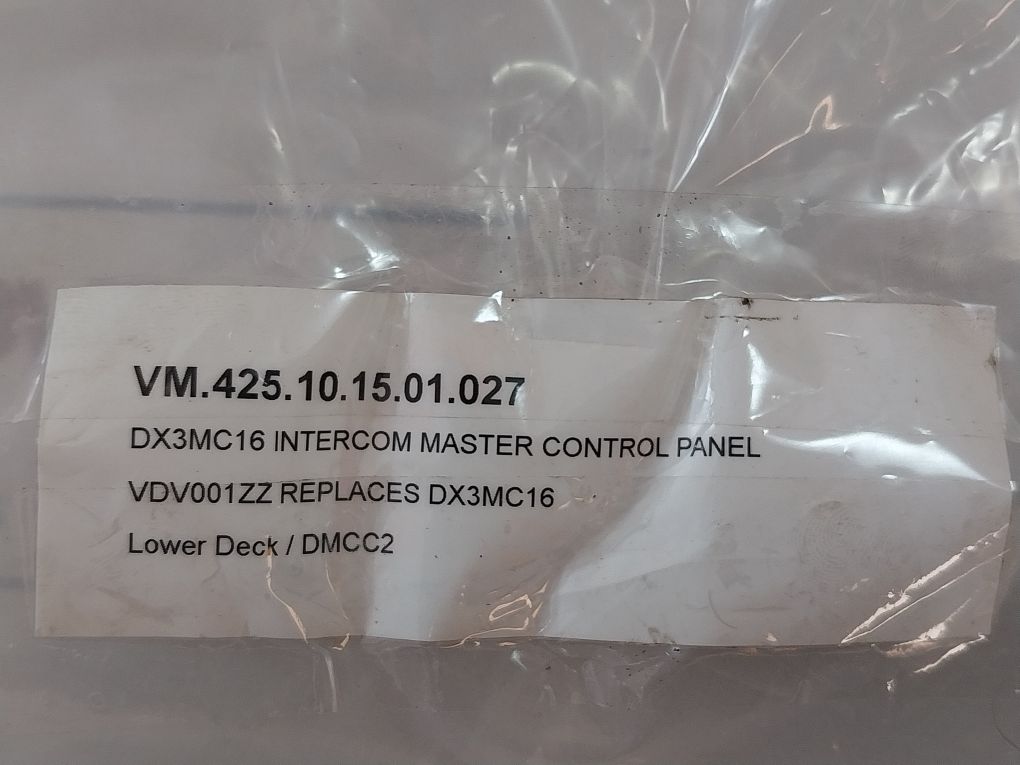 VM.425.10.15.01.027
DX3MC16 INTERCOM MASTER CONTROL PANEL
VDV001ZZ REPLACES DX3MC16
Lower Deck / DMCC2